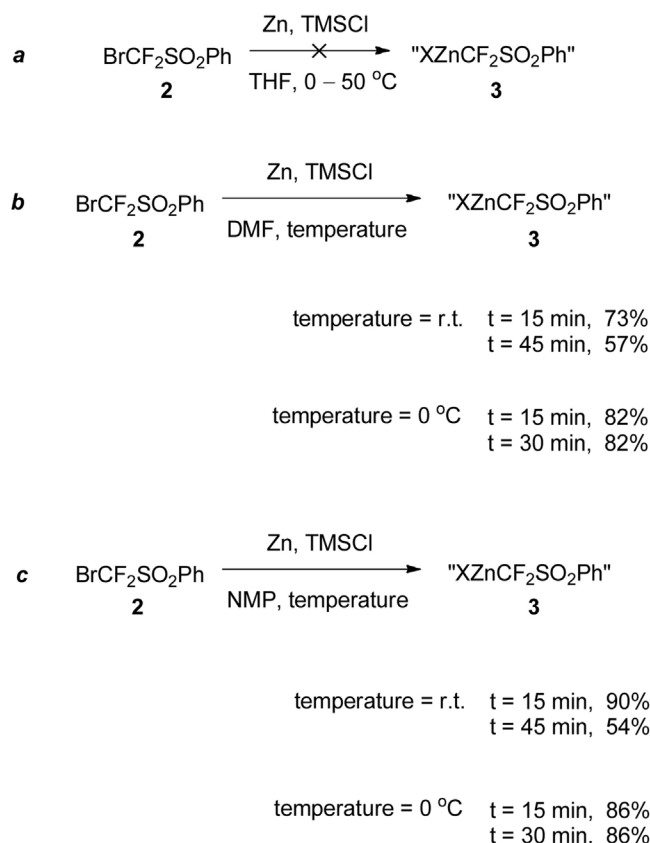 Zn, TMSCl
a BrCF₂SO₂Ph "XZnCF₂SO₂Ph"
THF, 0 – 50 °C
2 3
Zn, TMSCl
b BrCF₂SO₂Ph "XZnCF₂SO₂Ph"
DMF, temperature
2 3
temperature = r.t. t = 15 min, 73%
t = 45 min, 57%
temperature = 0 °C t = 15 min, 82%
t = 30 min, 82%
Zn, TMSCl
c BrCF₂SO₂Ph "XZnCF₂SO₂Ph"
NMP, temperature
2 3
temperature = r.t. t = 15 min, 90%
t = 45 min, 54%
temperature = 0 °C t = 15 min, 86%
t = 30 min, 86%